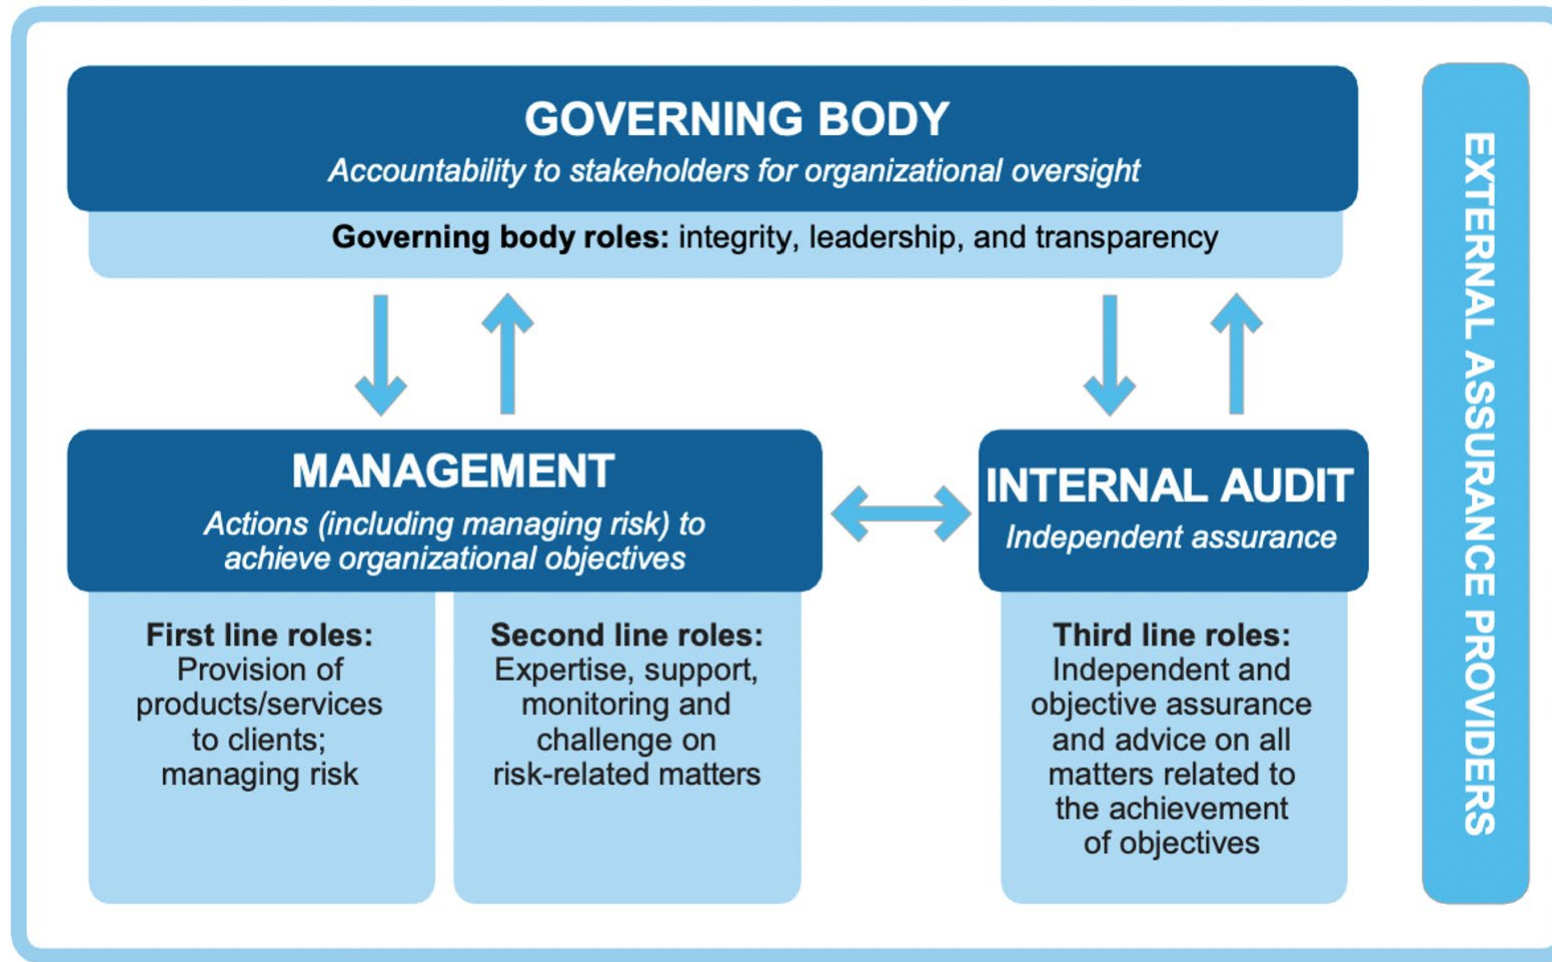 GOVERNING BODY
Accountability to stakeholders for organizational oversight
Governing body roles: integrity, leadership, and transparency
MANAGEMENT
Actions (including managing risk) to
achieve organizational objectives
First line roles:
Provision of
products/services
to clients;
managing risk
Second line roles:
Expertise, support,
monitoring and
challenge on
risk-related matters
INTERNAL AUDIT
Independent assurance
Third line roles:
Independent and
objective assurance
and advice on all
matters related to
the achievement
of objectives
EXTERNAL ASSURANCE PROVIDERS